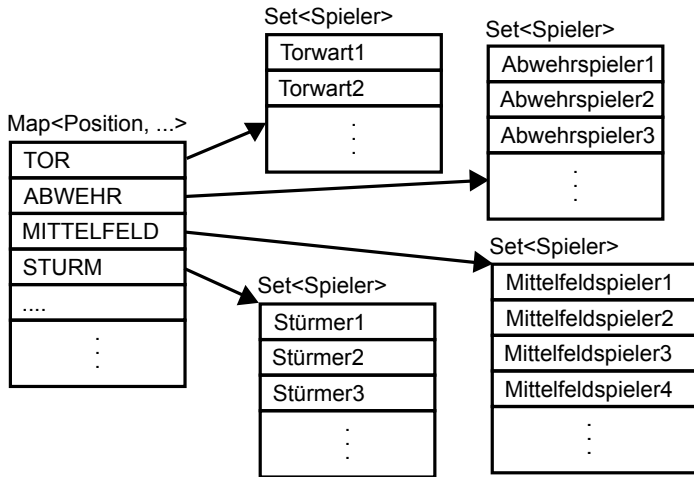 Map<Position, ...>
TOR
ABWEHR
MITTELFELD
STURM
....
Set<Spieler>
Torwart1
Torwart2
Set<Spieler>
Abwehrspieler1
Abwehrspieler2
Abwehrspieler3
Set<Spieler>
Stürmer1
Stürmer2
Stürmer3
Set<Spieler>
Mittelfeldspieler1
Mittelfeldspieler2
Mittelfeldspieler3
Mittelfeldspieler4